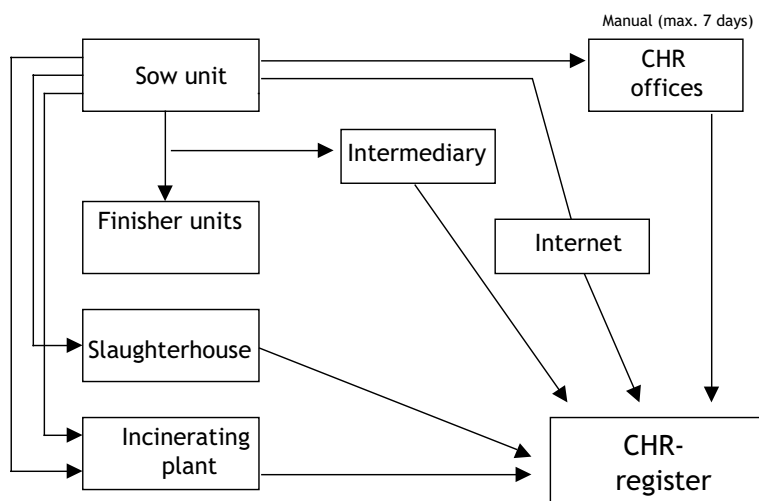 Manual (max. 7 days)
Sow unit
CHR
offices
Intermediary
Finisher units
Internet
Slaughterhouse
Incinerating
plant
CHR-
register